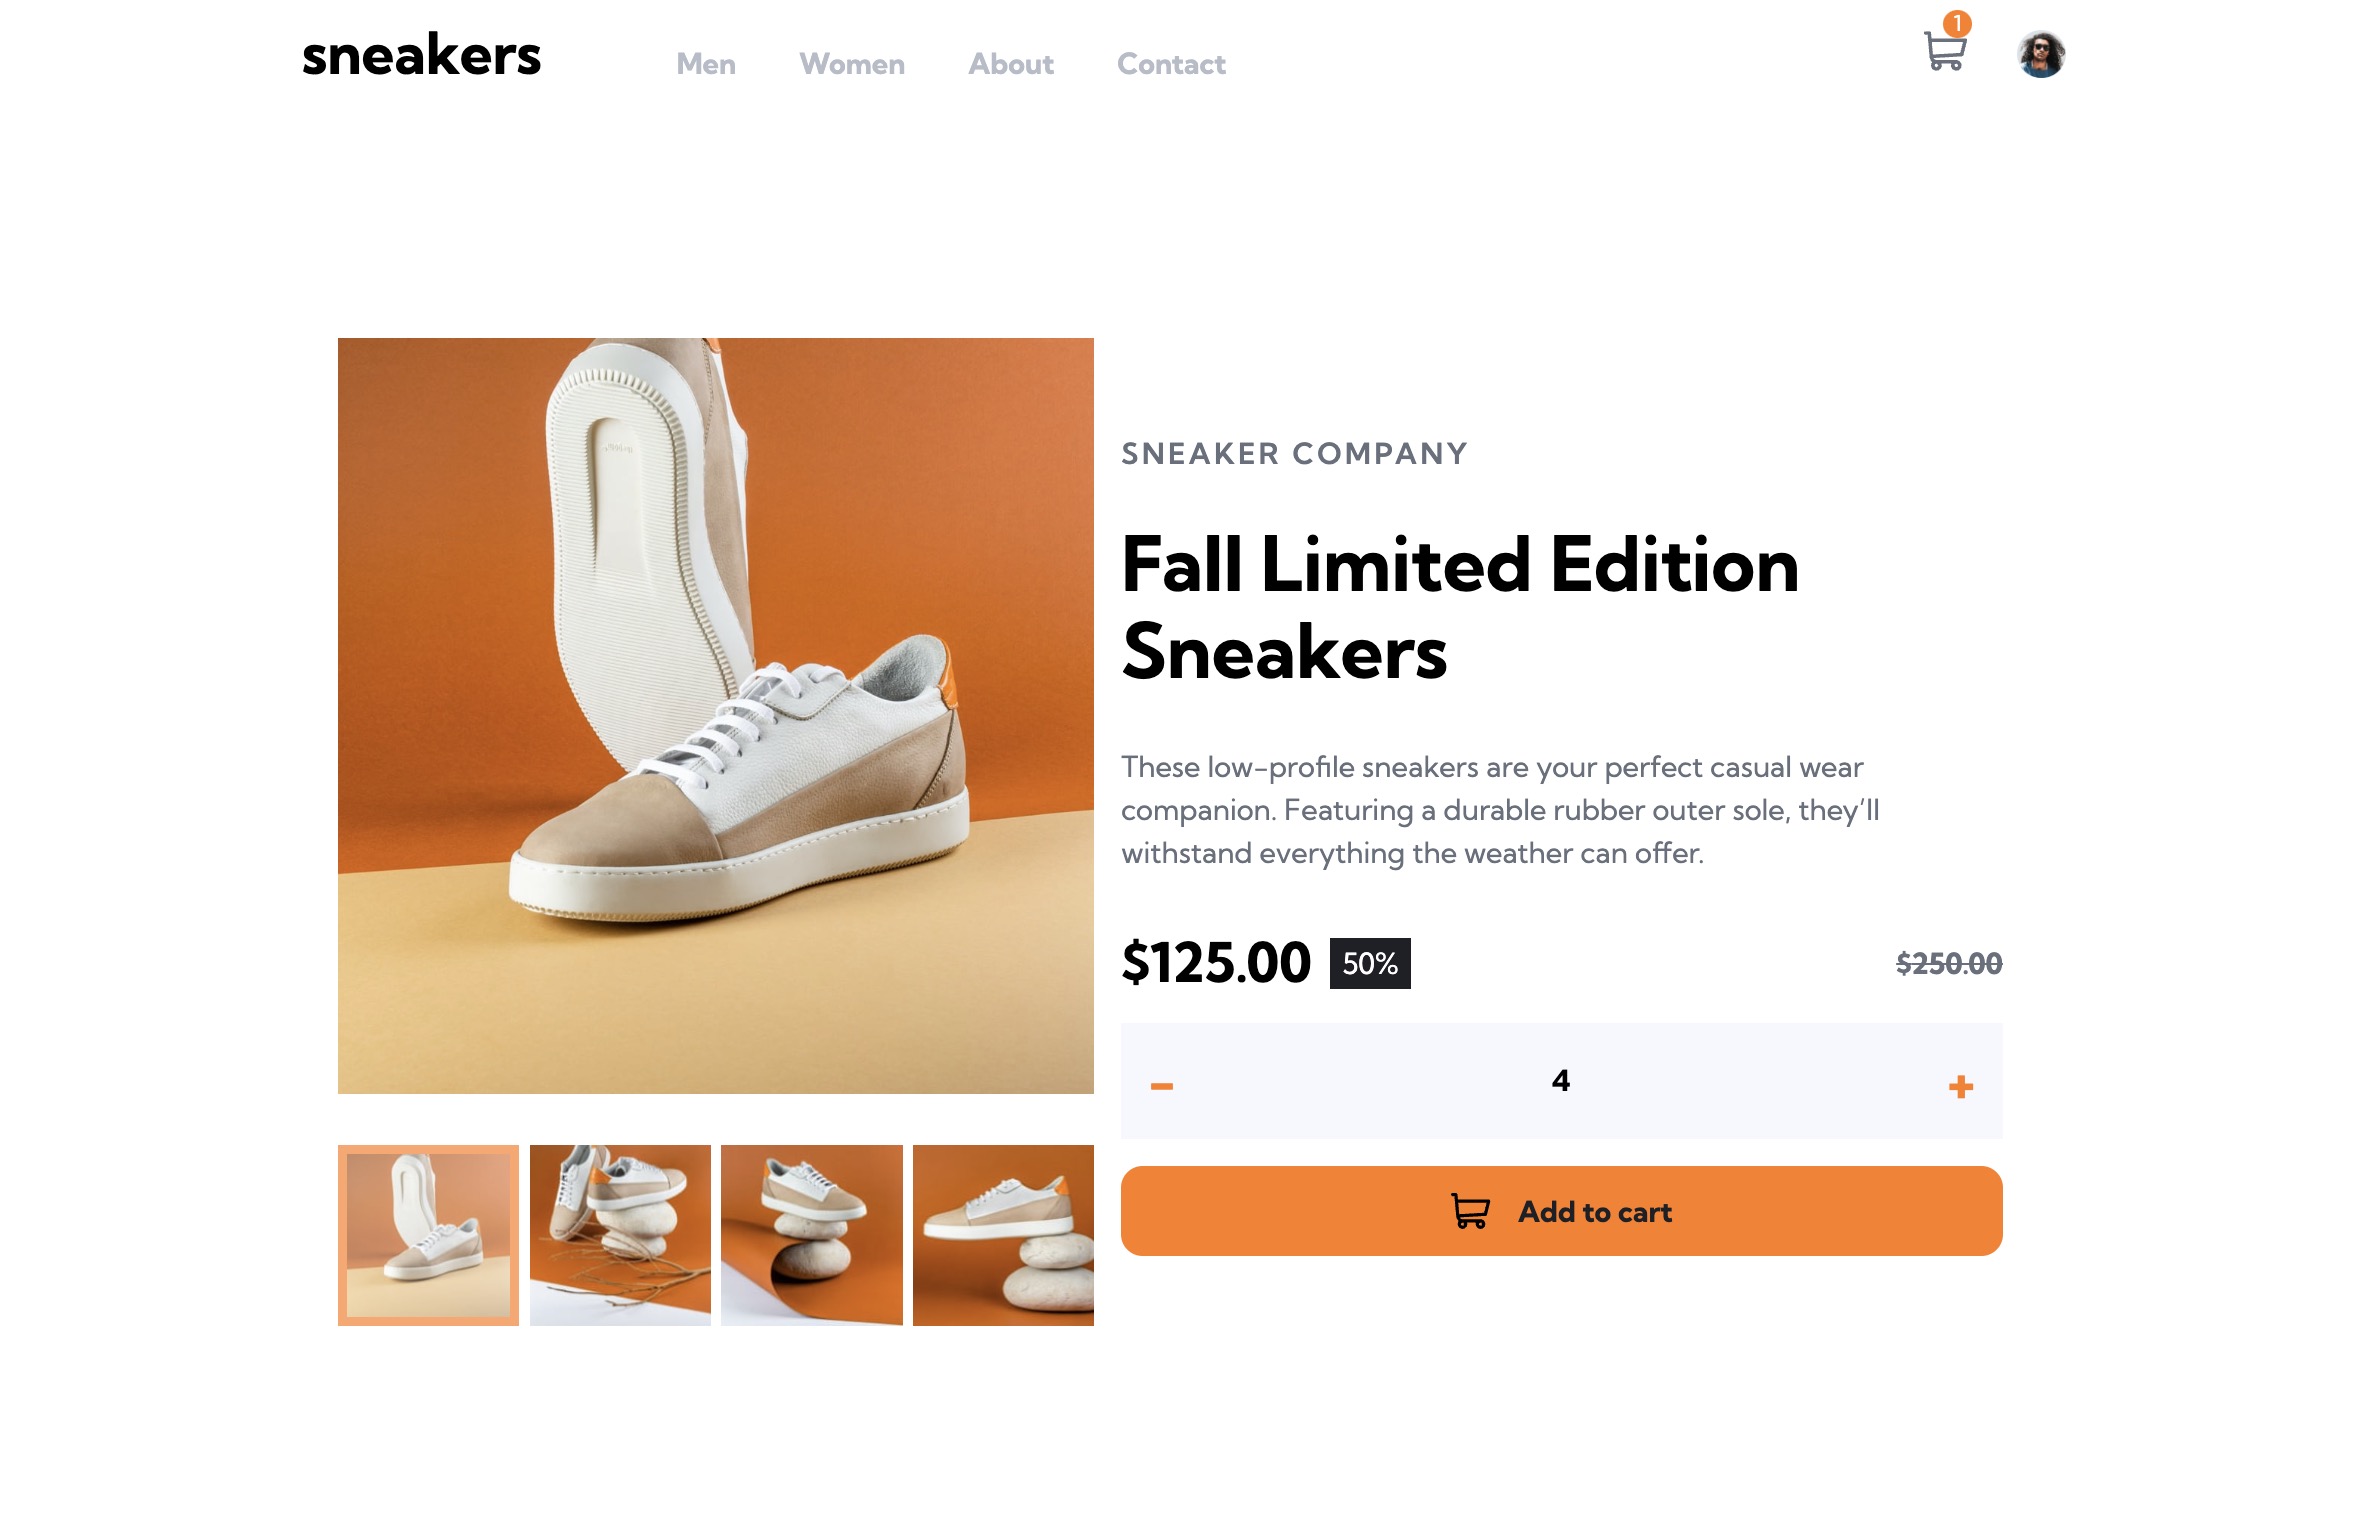 sneakers
Men Women About Contact
1
SNEAKER COMPANY
Fall Limited Edition
Sneakers
These low-profile sneakers are your perfect casual wear
companion. Featuring a durable rubber outer sole, they’ll
withstand everything the weather can offer.
$125.00 50% $250.00
− 4 +
Add to cart